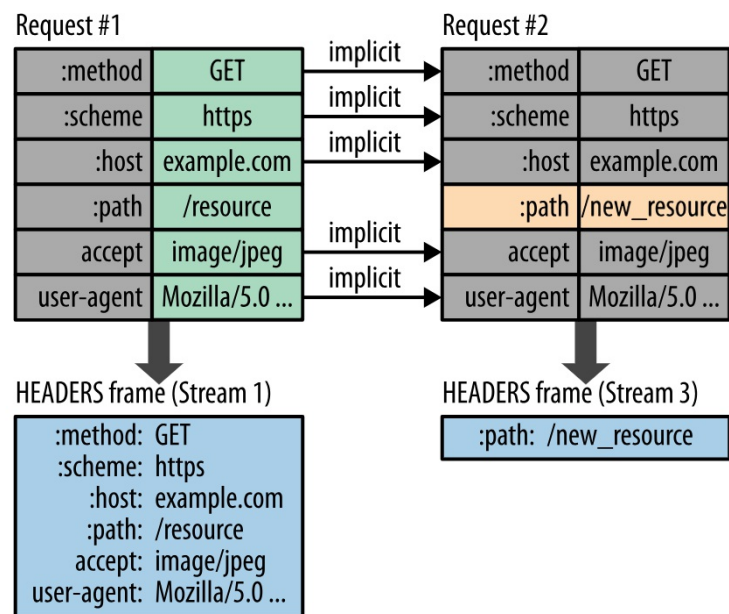 Request #1
:method GET
:scheme https
:host example.com
:path /resource
accept image/jpeg
user-agent Mozilla/5.0 ...
implicit
implicit
implicit
implicit
implicit
Request #2
:method GET
:scheme https
:host example.com
:path /new_resource
accept image/jpeg
user-agent Mozilla/5.0 ...
HEADERS frame (Stream 1)
:method: GET
:scheme: https
:host: example.com
:path: /resource
accept: image/jpeg
user-agent: Mozilla/5.0 ...
HEADERS frame (Stream 3)
:path: /new_resource